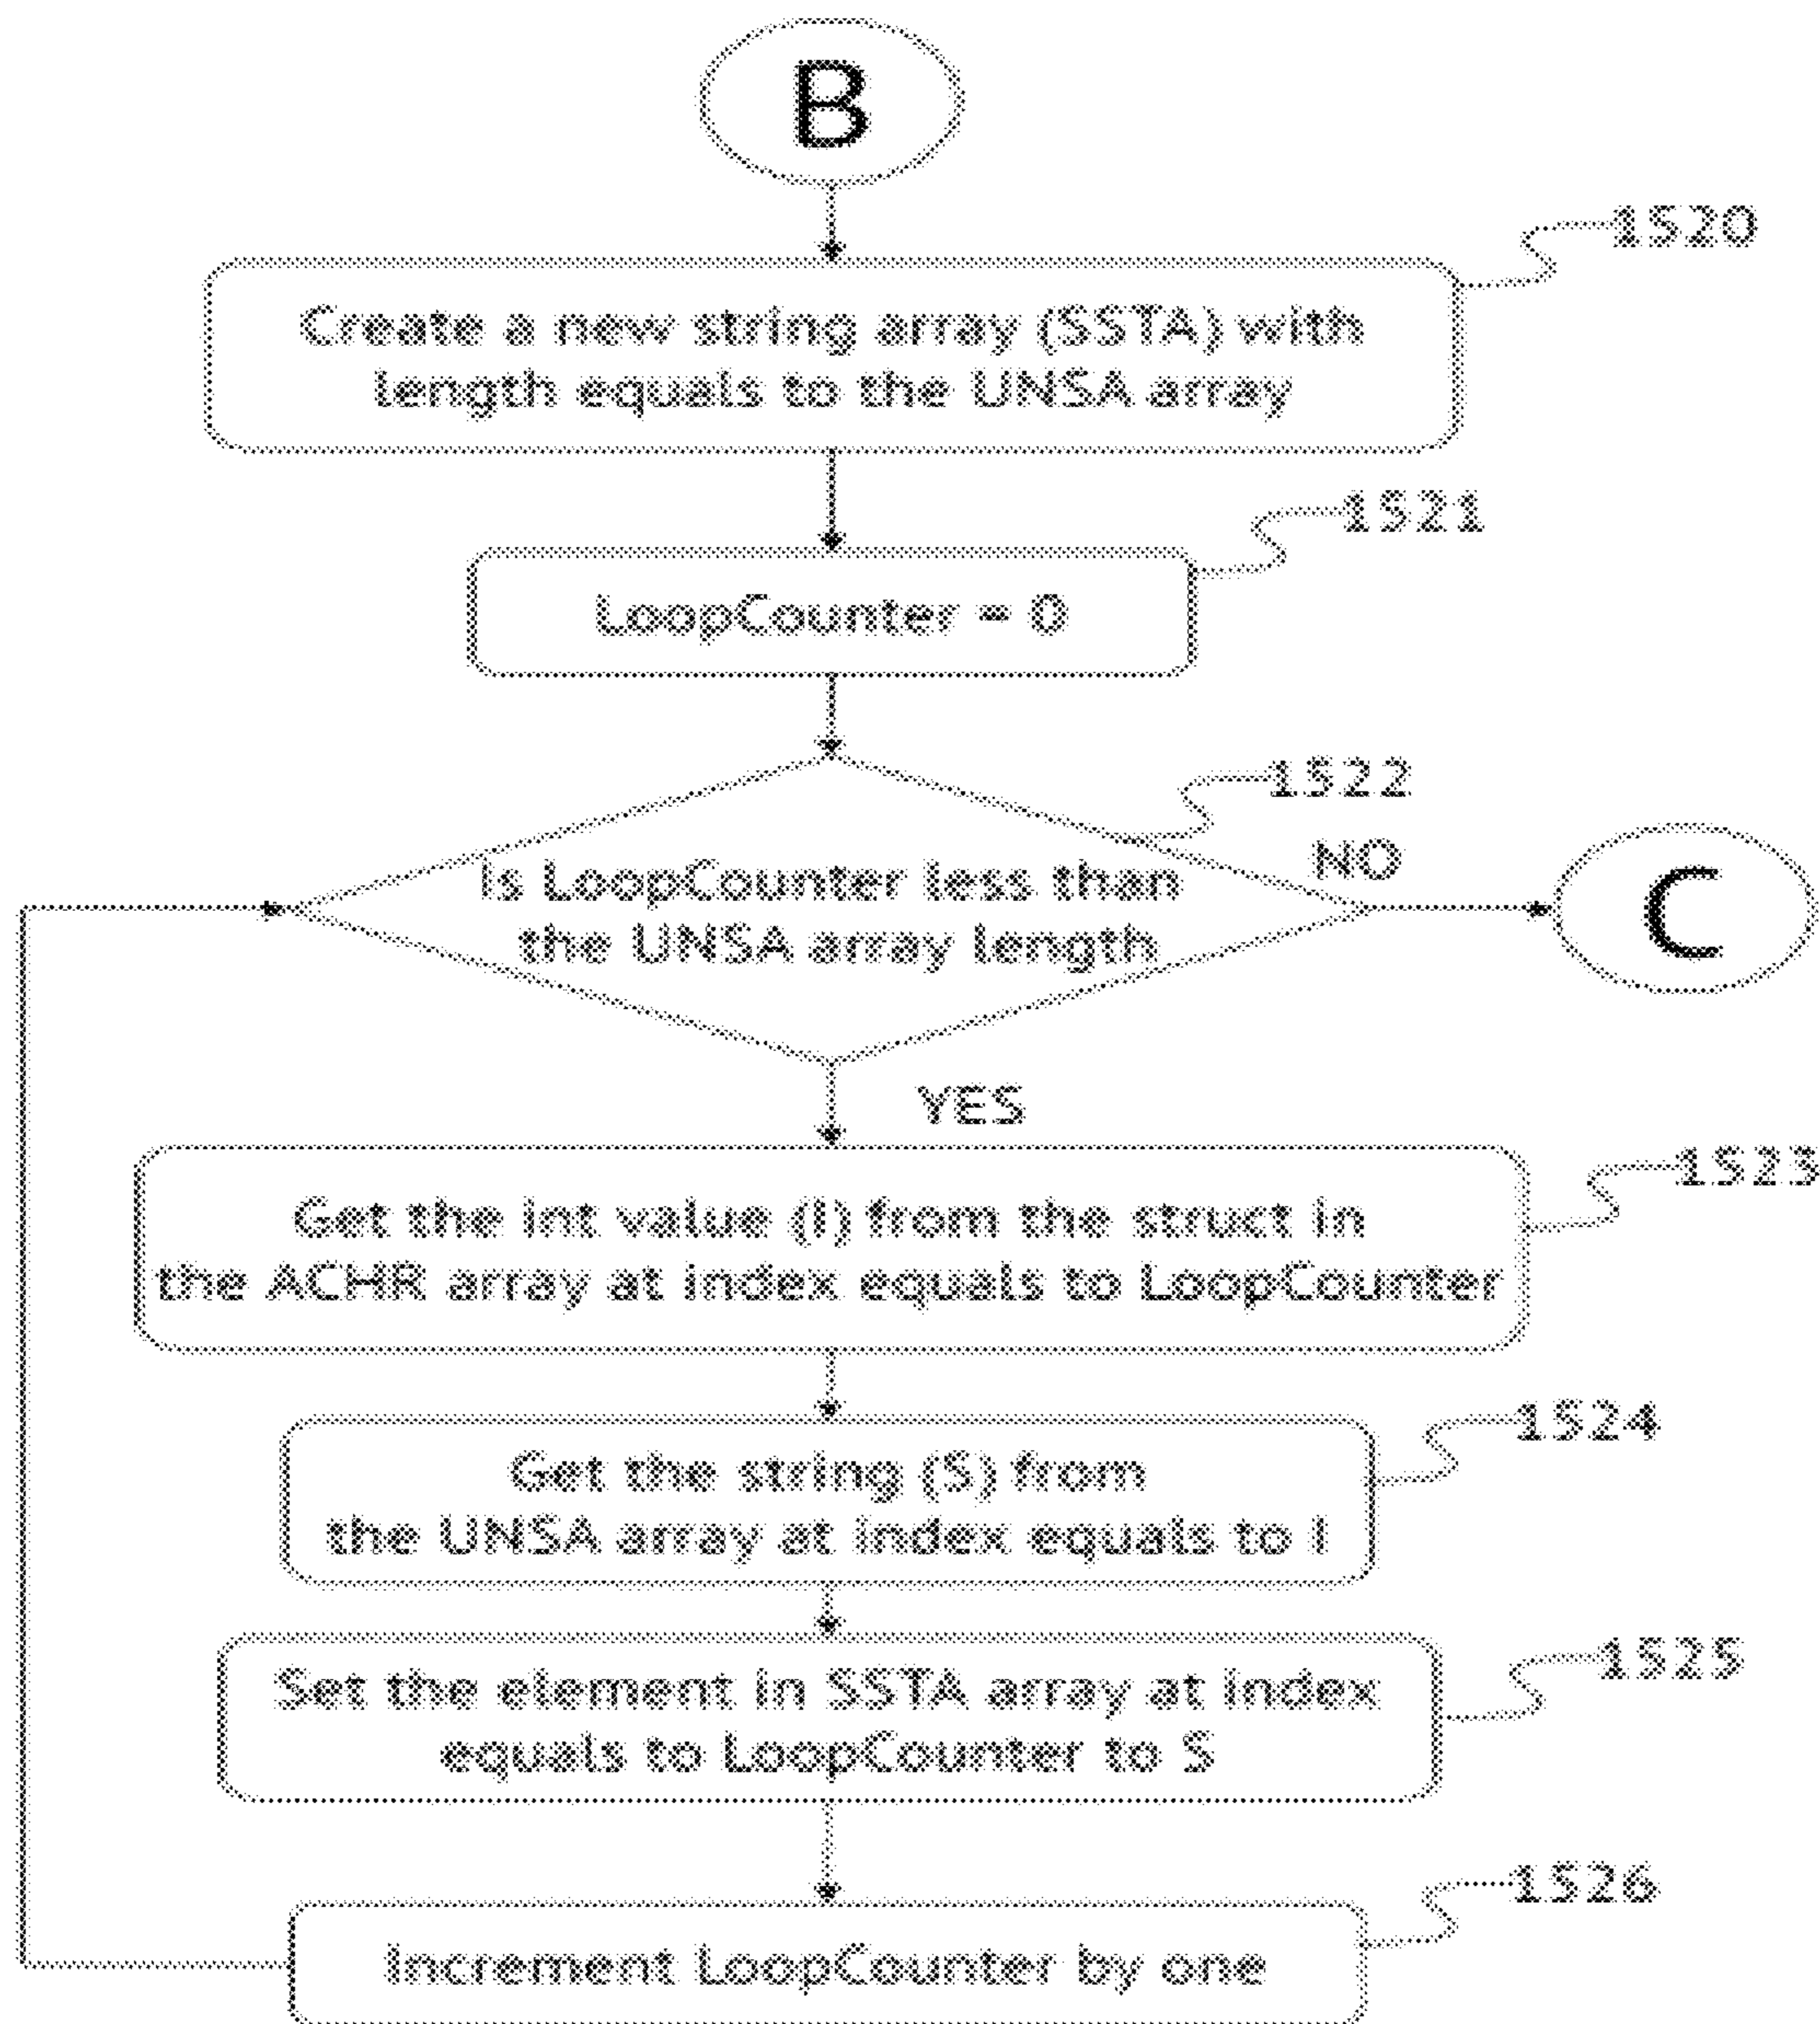 B
1520
Create a new string array (SSTA) with
length equals to the UNSA array
1521
LoopCounter = 0
1522
Is LoopCounter less than
the UNSA array length
NO
C
YES
1523
Get the int value (I) from the struct in
the ACHR array at index equals to LoopCounter
1524
Get the string (S) from
the UNSA array at index equals to I
1525
Set the element in SSTA array at index
equals to LoopCounter to S
1526
Increment LoopCounter by one